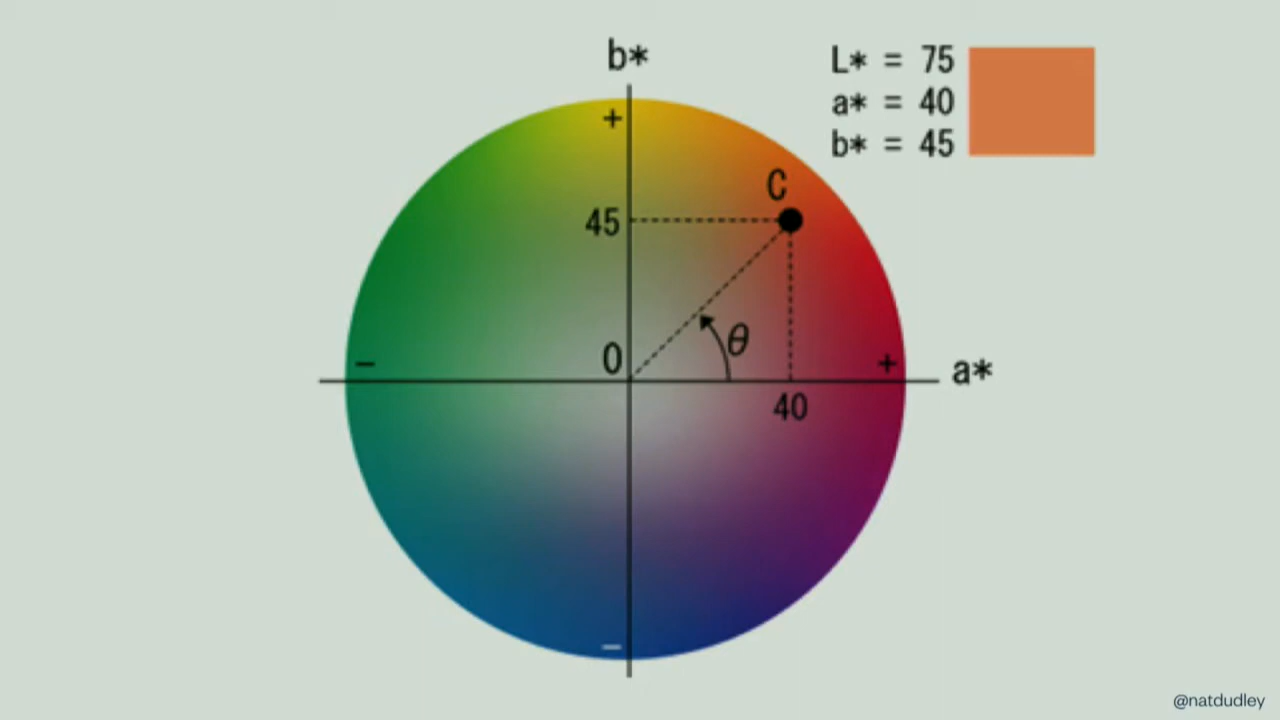 b*
L* = 75
a* = 40
b* = 45
+
C
45
θ
0
−
+
a*
40
−
@natdudley